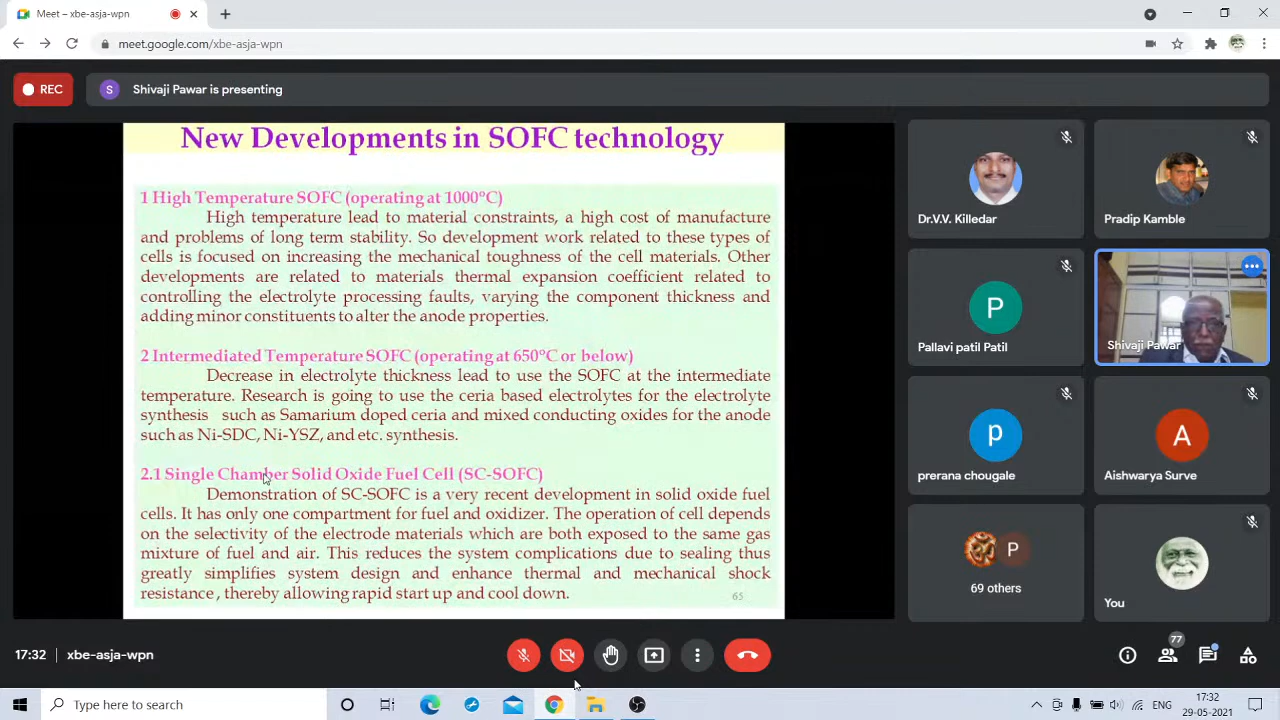 Meet – xbe-asja-wpn
meet.google.com/xbe-asja-wpn
REC
S
Shivaji Pawar is presenting
New Developments in SOFC technology
1 High Temperature SOFC (operating at 1000°C)
High temperature lead to material constraints, a high cost of manufacture
and problems of long term stability. So development work related to these types of
cells is focused on increasing the mechanical toughness of the cell materials. Other
developments are related to materials thermal expansion coefficient related to
controlling the electrolyte processing faults, varying the component thickness and
adding minor constituents to alter the anode properties.
2 Intermediated Temperature SOFC (operating at 650°C or below)
Decrease in electrolyte thickness lead to use the SOFC at the intermediate
temperature. Research is going to use the ceria based electrolytes for the electrolyte
synthesis such as Samarium doped ceria and mixed conducting oxides for the anode
such as Ni-SDC, Ni-YSZ, and etc. synthesis.
2.1 Single Chamber Solid Oxide Fuel Cell (SC-SOFC)
Demonstration of SC-SOFC is a very recent development in solid oxide fuel
cells. It has only one compartment for fuel and oxidizer. The operation of cell depends
on the selectivity of the electrode materials which are both exposed to the same gas
mixture of fuel and air. This reduces the system complications due to sealing thus
greatly simplifies system design and enhance thermal and mechanical shock
resistance , thereby allowing rapid start up and cool down.
65
Dr.V.V. Killedar
Pradip Kamble
P
Pallavi patil Patil
Shivaji Pawar
p
prerana chougale
A
Aishwarya Surve
P
69 others
You
17:32
xbe-asja-wpn
77
Type here to search
ENG
17:32
29-05-2021